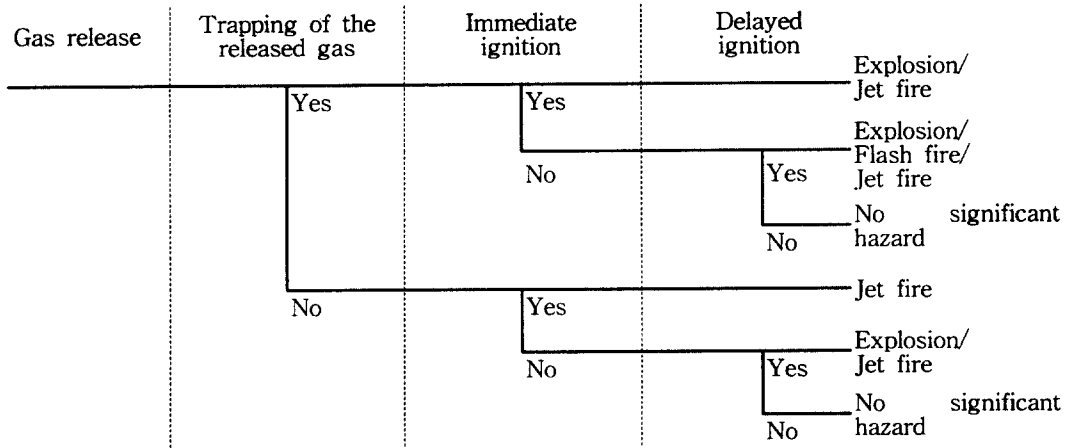 Gas release
Trapping of the
released gas
Immediate
ignition
Delayed
ignition
Explosion/
Jet fire
Yes
Yes
Explosion/
Flash fire/
Jet fire
No
Yes
No significant
hazard
No
Jet fire
No
Yes
Explosion/
Jet fire
No
Yes
No significant
hazard
No